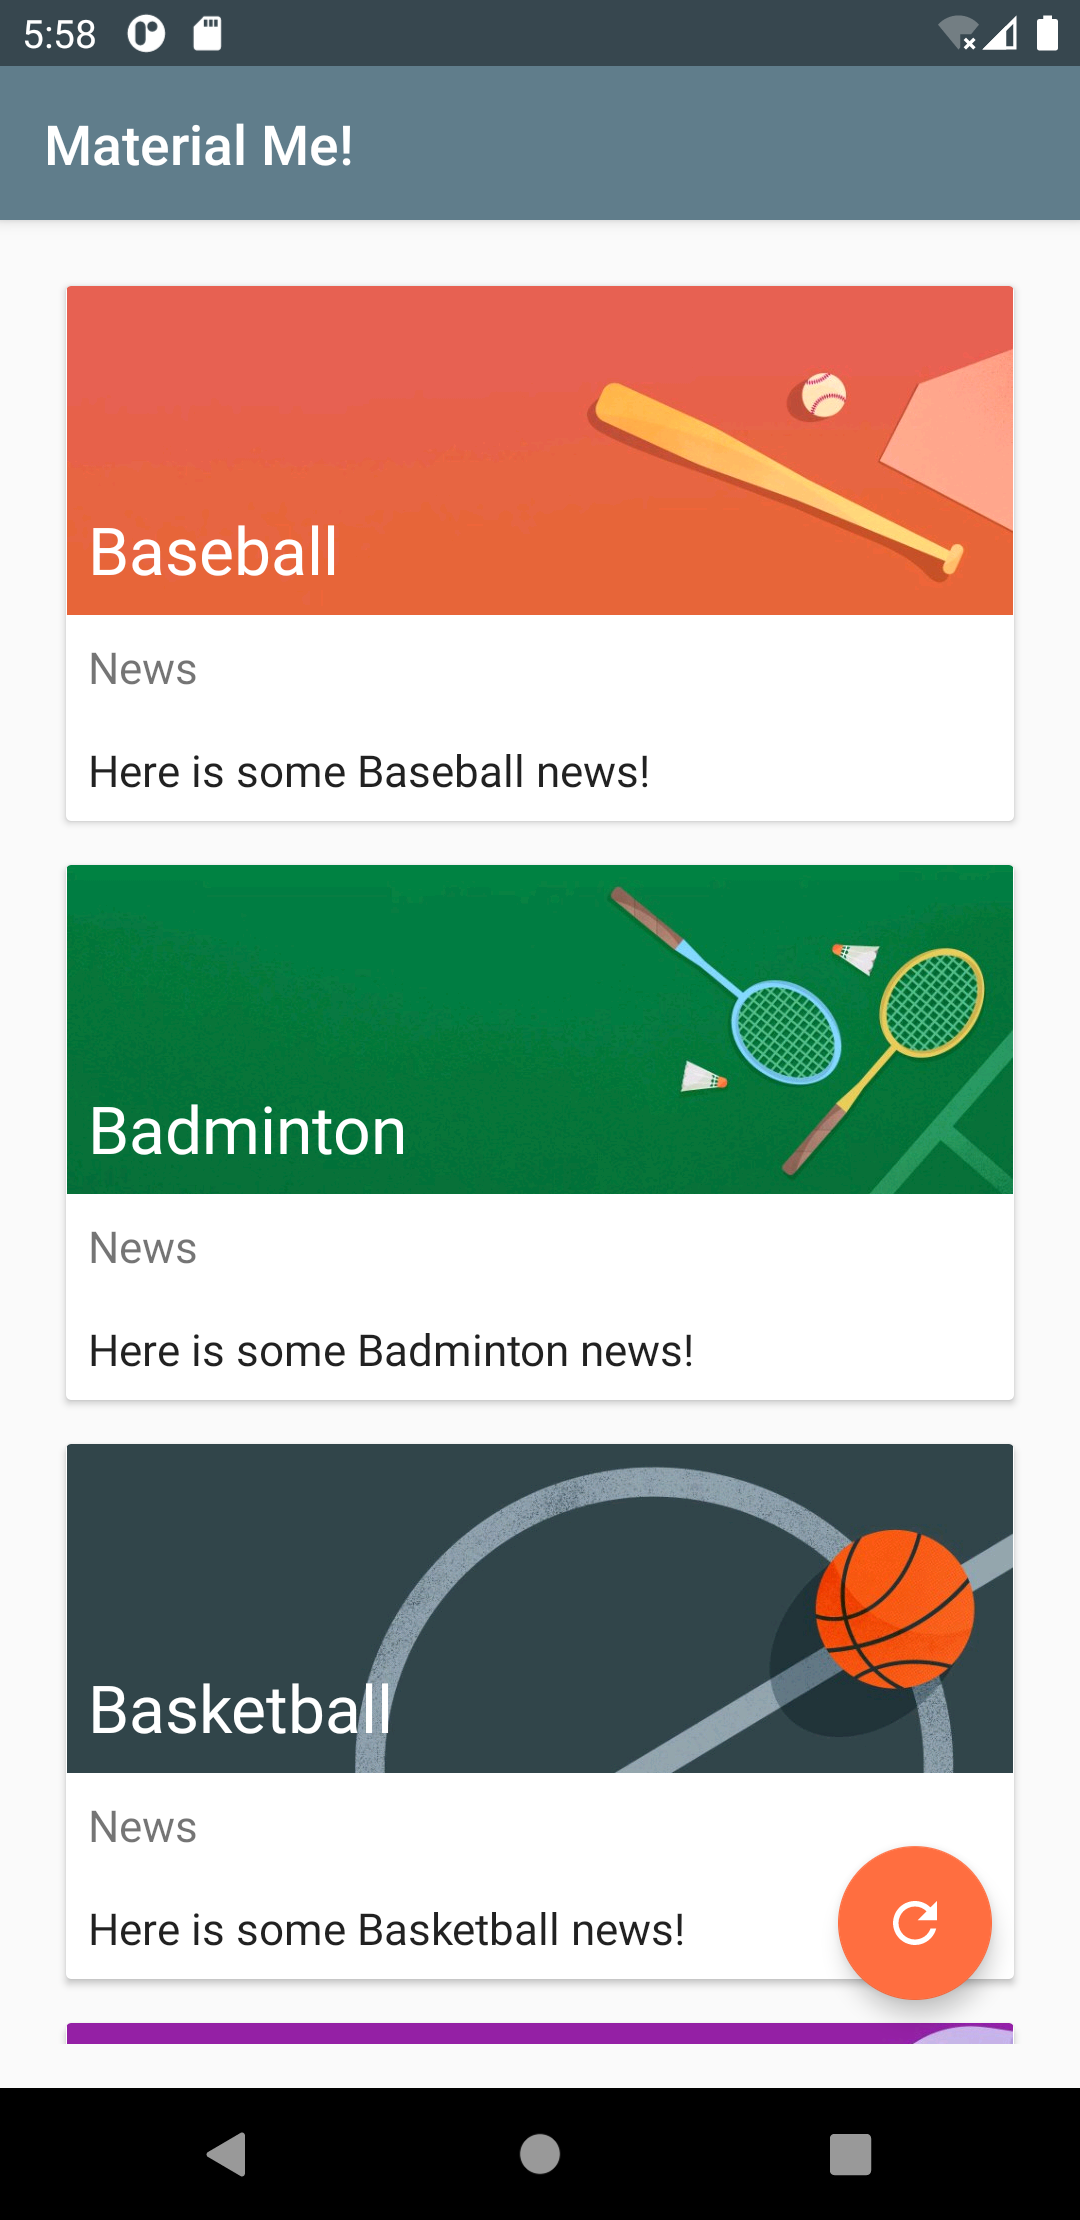 5:58
Material Me!
Baseball
News
Here is some Baseball news!
Badminton
News
Here is some Badminton news!
Basketball
News
Here is some Basketball news!